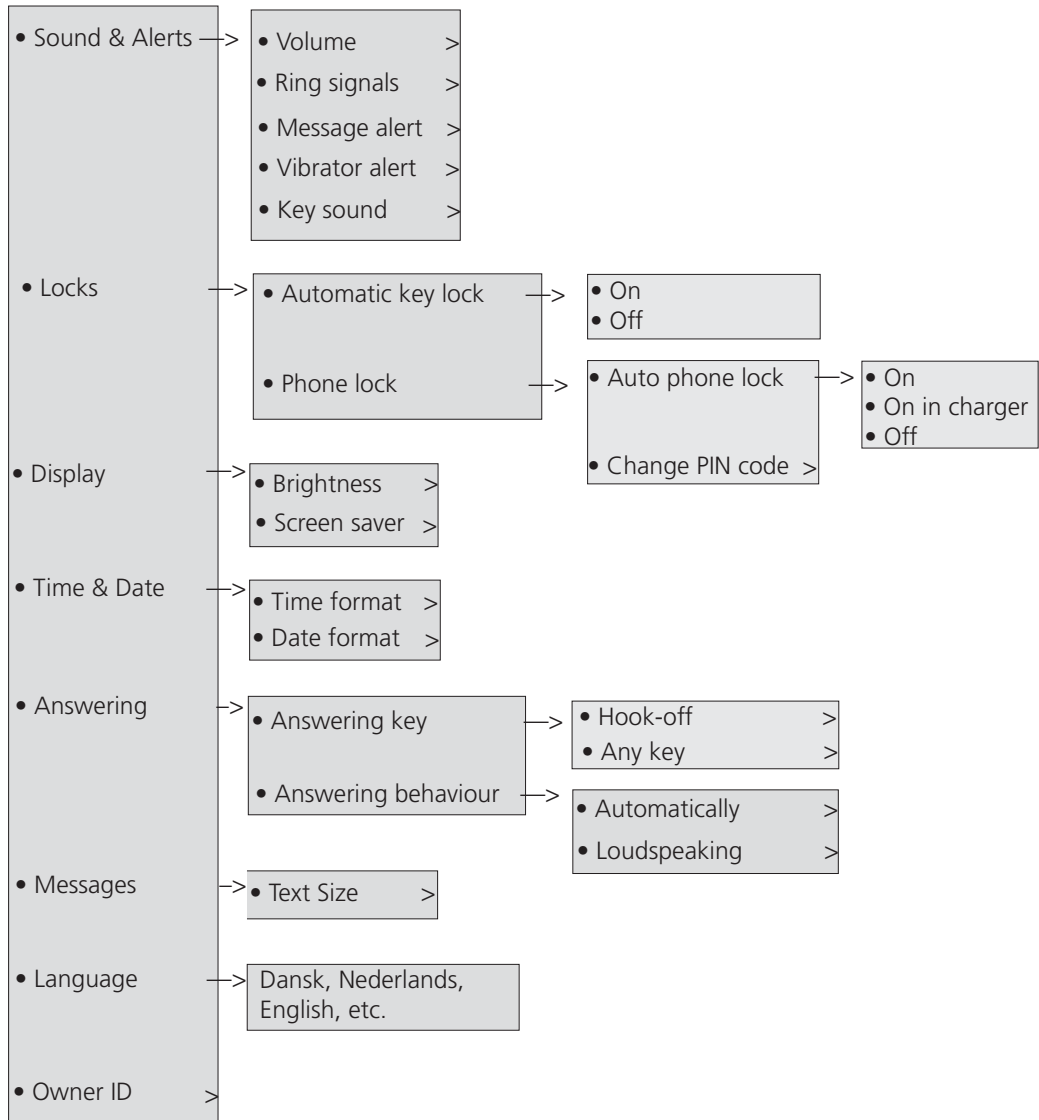 • Sound & Alerts —>
• Volume >
• Ring signals >
• Message alert >
• Vibrator alert >
• Key sound >
• Locks —>
• Automatic key lock —>
• On
• Off
• Phone lock —>
• Auto phone lock —>
• On
• On in charger
• Off
• Change PIN code >
• Display —>
• Brightness >
• Screen saver >
• Time & Date —>
• Time format >
• Date format >
• Answering —>
• Answering key —>
• Hook-off >
• Any key >
• Answering behaviour —>
• Automatically >
• Loudspeaking >
• Messages —>
• Text Size >
• Language —>
Dansk, Nederlands,
English, etc.
• Owner ID >